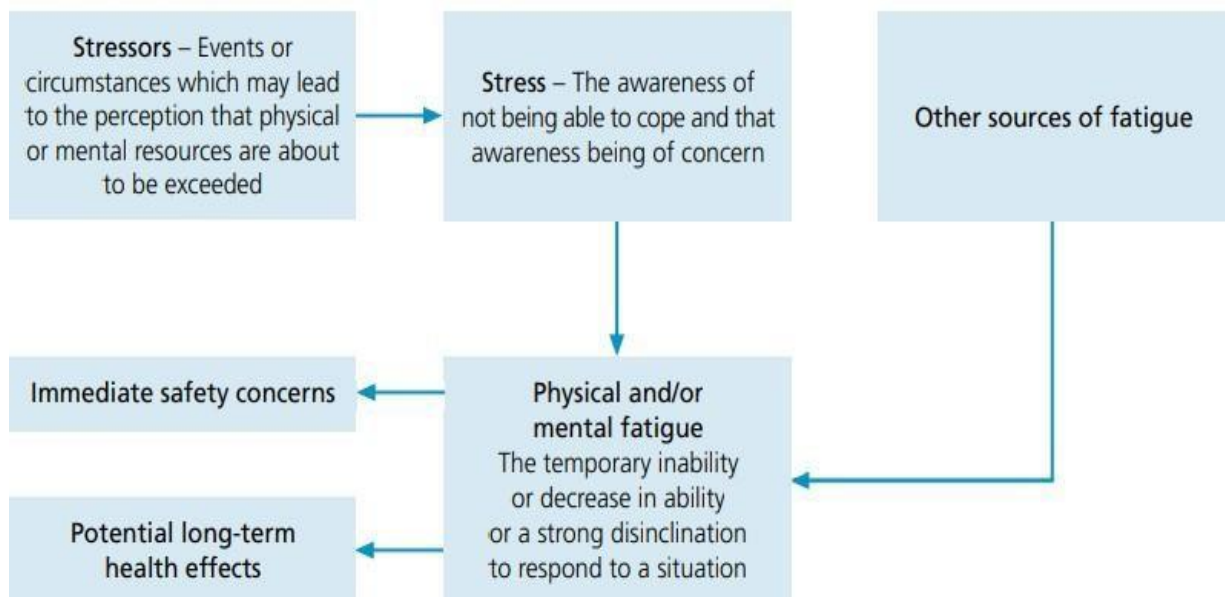 Stressors – Events or
circumstances which may lead
to the perception that physical
or mental resources are about
to be exceeded
Stress – The awareness of
not being able to cope and that
awareness being of concern
Other sources of fatigue
Immediate safety concerns
Potential long-term
health effects
Physical and/or
mental fatigue
The temporary inability
or decrease in ability
or a strong disinclination
to respond to a situation